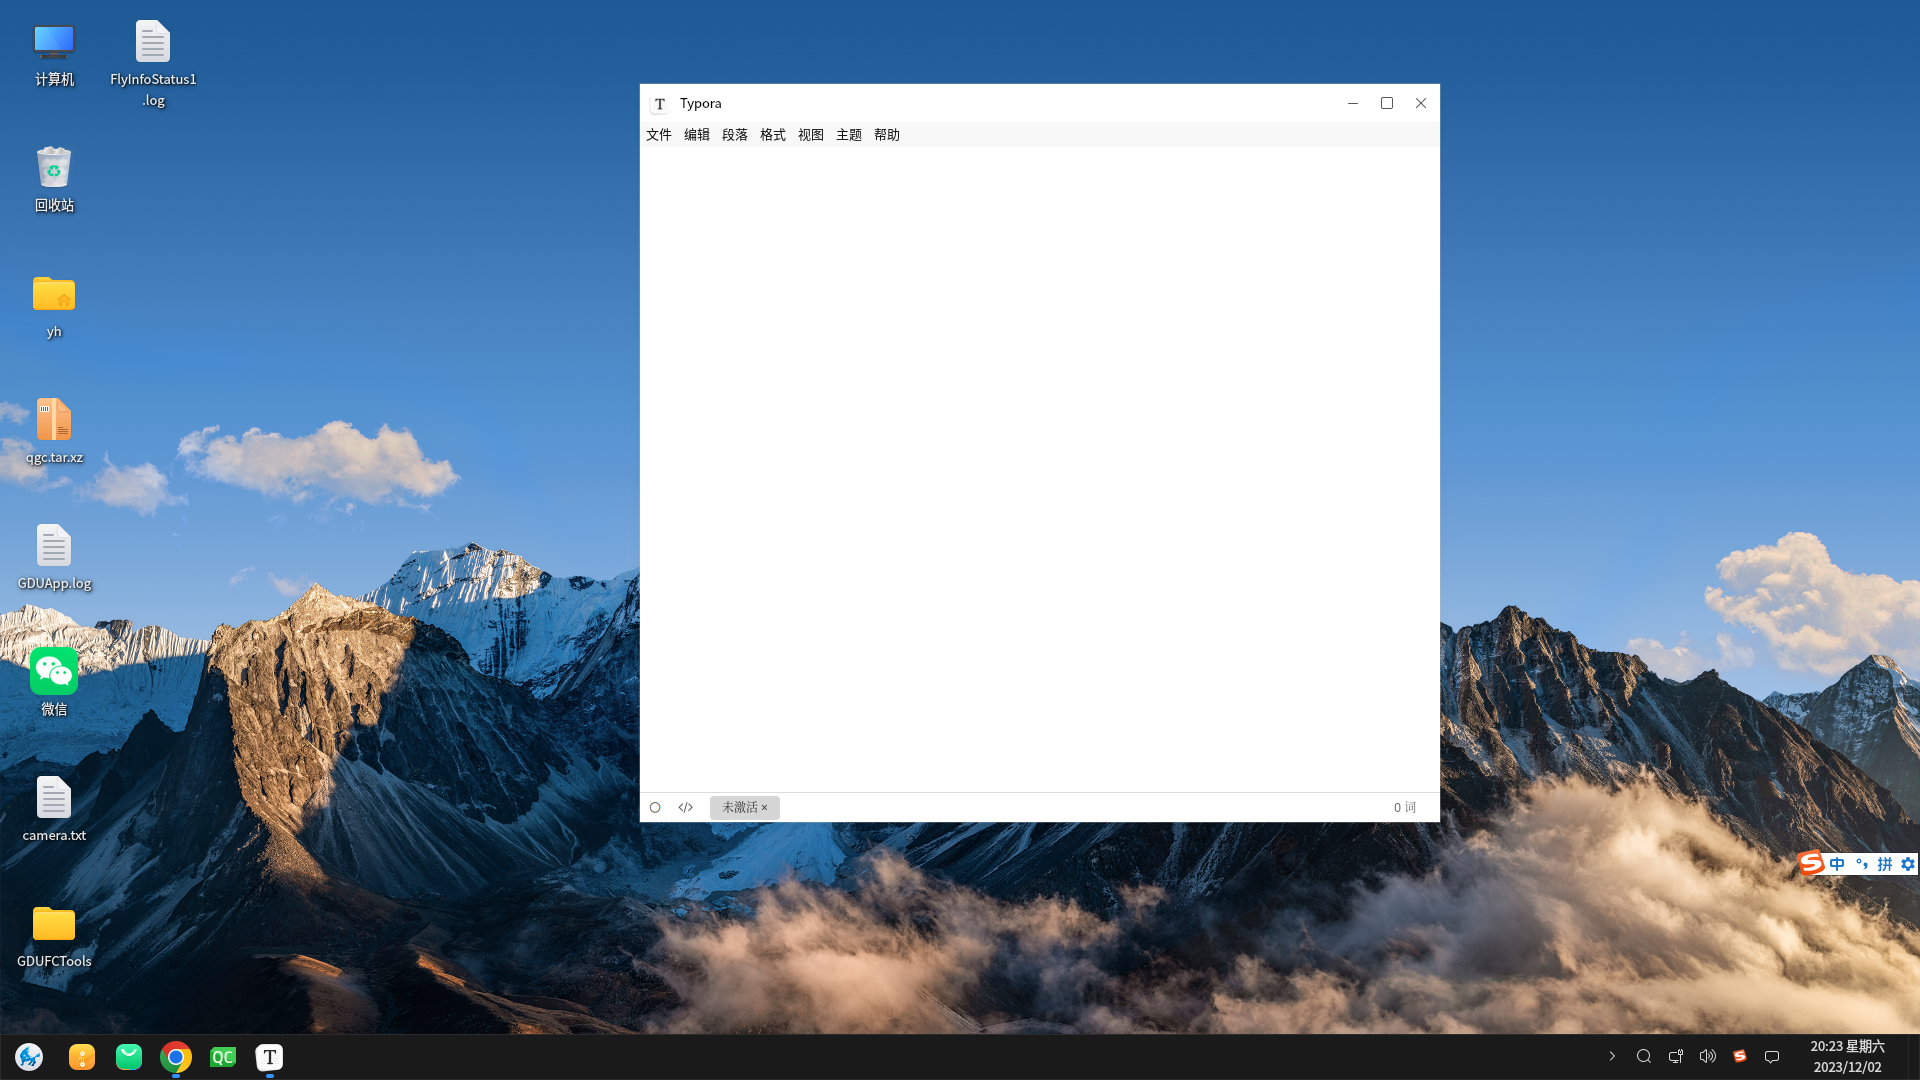 计算机
FlyInfoStatus1
.log
回收站
yh
qgc.tar.xz
GDUApp.log
微信
camera.txt
GDUFCTools
T Typora
文件 编辑 段落 格式 视图 主题 帮助
</> 未激活 × 0 词
S 中 °, 拼
QC T
S
20:23 星期六
2023/12/02